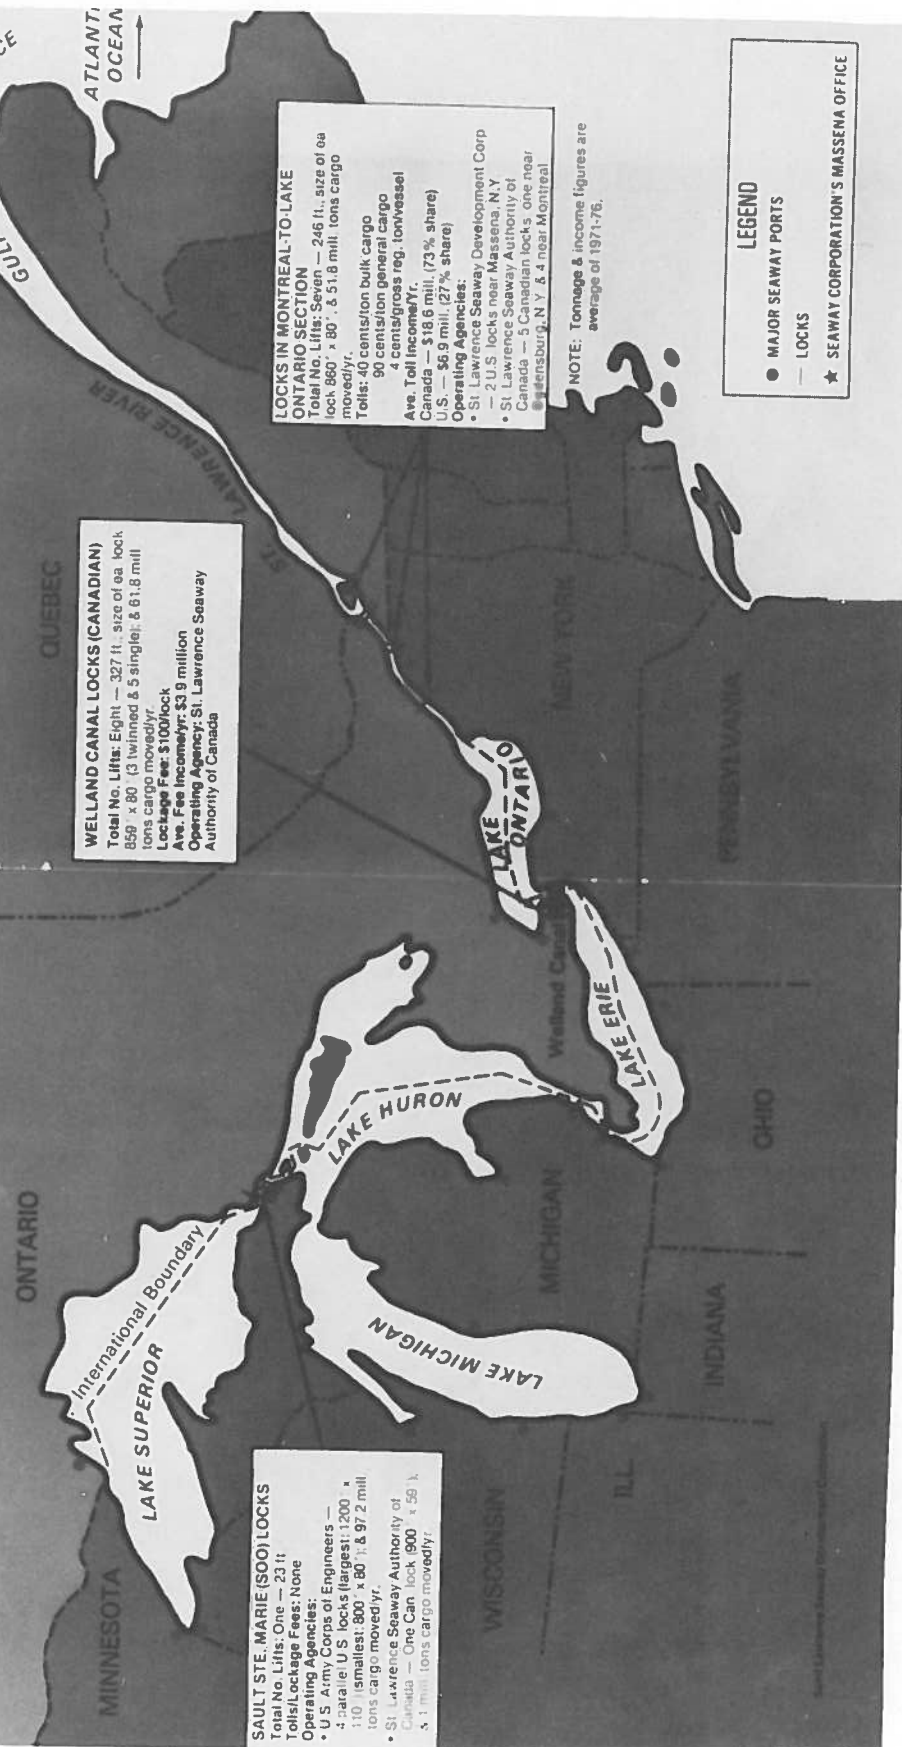 ATLANTI
OCEAN
GULF
ST. LAWRENCE RIVER
QUEBEC
ONTARIO
MINNESOTA
WISCONSIN
ILL
INDIANA
MICHIGAN
OHIO
PENNSYLVANIA
LAKE SUPERIOR
International Boundary
LAKE MICHIGAN
LAKE HURON
LAKE ERIE
LAKE
ONTARIO
Welland Canal
SAULT STE. MARIE (SOO) LOCKS
Total No. Lifts: One — 23 ft
Tolls/Lockage Fees: None
Operating Agencies:
• U S Army Corps of Engineers —
4 parallel U S locks (largest: 1200 ' x
110 ' (smallest: 800 ' x 80 '); & 97.2 mill.
tons cargo moved/yr.
• St. Lawrence Seaway Authority of
Canada — One Can lock (900 ' x 59 ').
& 1 mill. tons cargo moved/yr.
WELLAND CANAL LOCKS (CANADIAN)
Total No. Lifts: Eight — 327 ft., size of ea lock
859 ' x 80 ' (3 twinned & 5 single); & 61.8 mill
tons cargo moved/yr.
Lockage Fee: $100/lock
Ave. Fee Income/yr: $3 9 million
Operating Agency: St. Lawrence Seaway
Authority of Canada
LOCKS IN MONTREAL-TO-LAKE
ONTARIO SECTION
Total No. Lifts: Seven — 246 ft., size of ea
lock 860 ' x 80 ', & 51.8 mill. tons cargo
moved/yr.
Tolls: 40 cents/ton bulk cargo
90 cents/ton general cargo
4 cents/gross reg. ton/vessel
Ave. Toll Income/Yr.
Canada — $18.6 mill. (73% share)
U.S. — $6.9 mill. (27% share)
Operating Agencies:
• St Lawrence Seaway Development Corp
— 2 U.S. locks near Massena, N.Y
• St Lawrence Seaway Authority of
Canada — 5 Canadian locks one near
Ogdensburg, N Y & 4 near Montreal
NOTE: Tonnage & income figures are
average of 1971-76.
LEGEND
● MAJOR SEAWAY PORTS
— LOCKS
★ SEAWAY CORPORATION'S MASSENA OFFICE